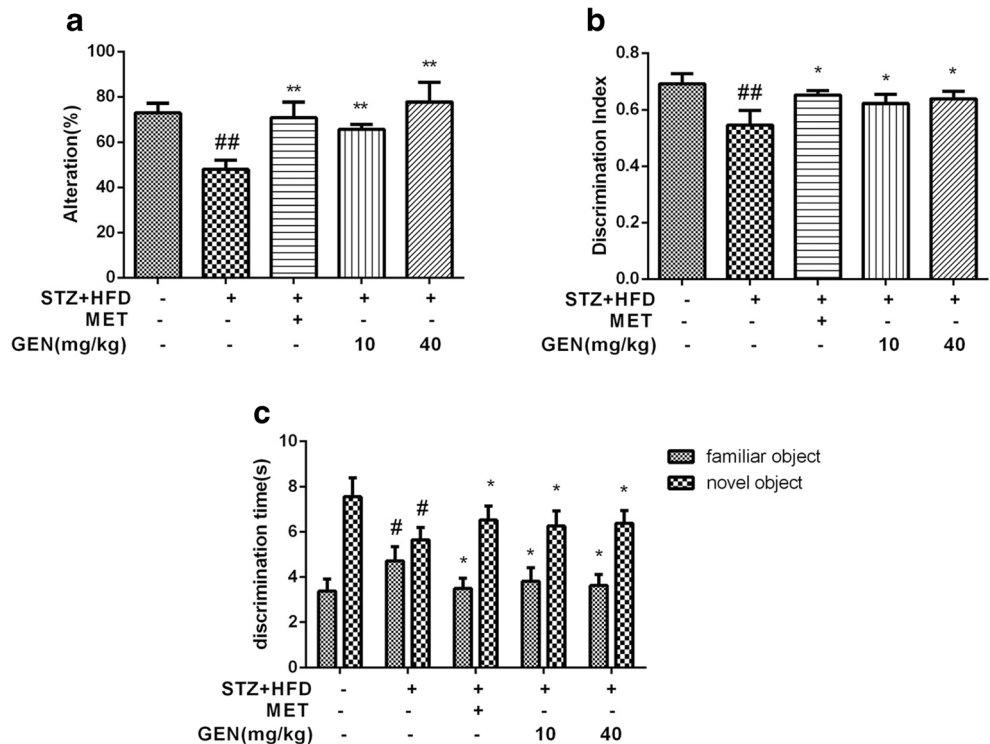 a
Alteration(%)
100
80
60
40
20
0
##
**
**
**
STZ+HFD - + + + +
MET - - + - -
GEN(mg/kg) - - - 10 40
b
Discrimination Index
0.8
0.6
0.4
0.2
0.0
##
*
*
*
STZ+HFD - + + + +
MET - - + - -
GEN(mg/kg) - - - 10 40
c
discrimination time(s)
10
8
6
4
2
0
# #
* *
* *
* *
familiar object
novel object
STZ+HFD - + + + +
MET - - + - -
GEN(mg/kg) - - - 10 40